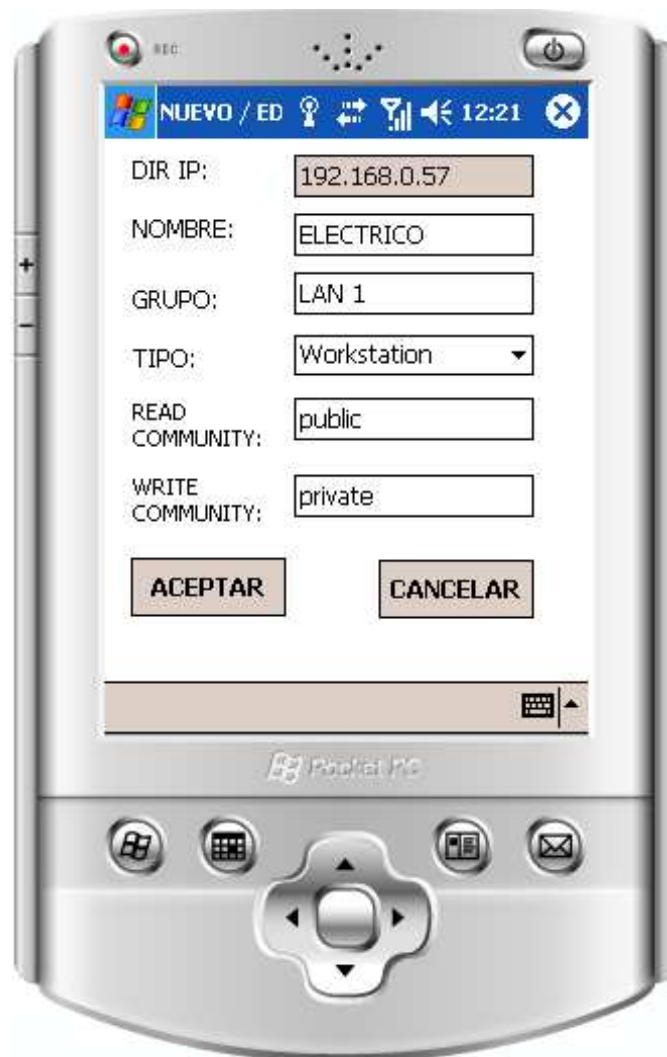 REC
NUEVO / ED 12:21
DIR IP: 192.168.0.57
NOMBRE: ELECTRICO
GRUPO: LAN 1
TIPO: Workstation
READ
COMMUNITY: public
WRITE
COMMUNITY: private
ACEPTAR CANCELAR
Pocket PC